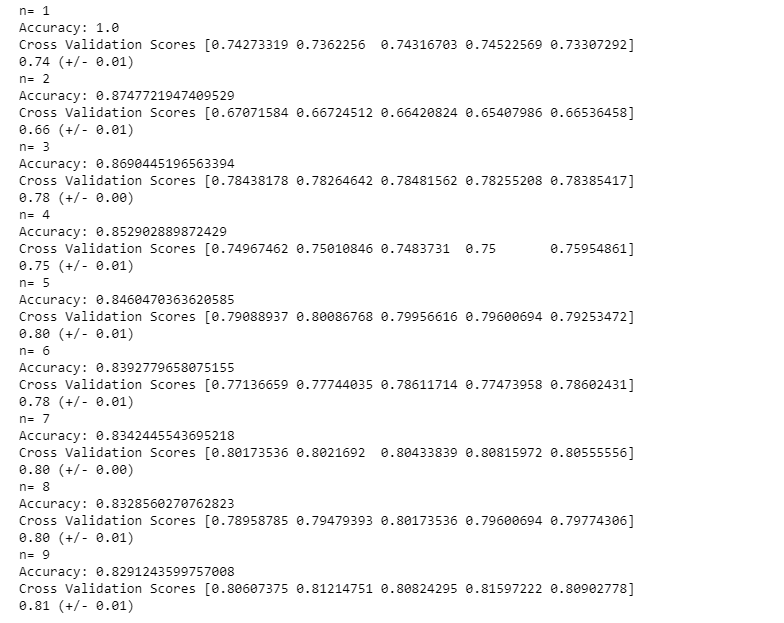 n= 1
Accuracy: 1.0
Cross Validation Scores [0.74273319 0.7362256  0.74316703 0.74522569 0.73307292]
0.74 (+/- 0.01)
n= 2
Accuracy: 0.8747721947409529
Cross Validation Scores [0.67071584 0.66724512 0.66420824 0.65407986 0.66536458]
0.66 (+/- 0.01)
n= 3
Accuracy: 0.8690445196563394
Cross Validation Scores [0.78438178 0.78264642 0.78481562 0.78255208 0.78385417]
0.78 (+/- 0.00)
n= 4
Accuracy: 0.852902889872429
Cross Validation Scores [0.74967462 0.75010846 0.7483731  0.75       0.75954861]
0.75 (+/- 0.01)
n= 5
Accuracy: 0.8460470363620585
Cross Validation Scores [0.79088937 0.80086768 0.79956616 0.79600694 0.79253472]
0.80 (+/- 0.01)
n= 6
Accuracy: 0.8392779658075155
Cross Validation Scores [0.77136659 0.77744035 0.78611714 0.77473958 0.78602431]
0.78 (+/- 0.01)
n= 7
Accuracy: 0.8342445543695218
Cross Validation Scores [0.80173536 0.8021692  0.80433839 0.80815972 0.80555556]
0.80 (+/- 0.00)
n= 8
Accuracy: 0.8328560270762823
Cross Validation Scores [0.78958785 0.79479393 0.80173536 0.79600694 0.79774306]
0.80 (+/- 0.01)
n= 9
Accuracy: 0.8291243599757008
Cross Validation Scores [0.80607375 0.81214751 0.80824295 0.81597222 0.80902778]
0.81 (+/- 0.01)